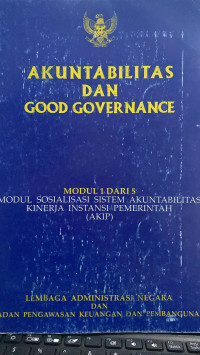 AKUNTABILITAS
DAN
GOOD GOVERNANCE
MODUL 1 DARI 5
MODUL SOSIALISASI SISTEM AKUNTABILITAS
KINERJA INSTANSI PEMERINTAH
(AKIP)
LEMBAGA ADMINISTRASI NEGARA
DAN
BADAN PENGAWASAN KEUANGAN DAN PEMBANGUNAN